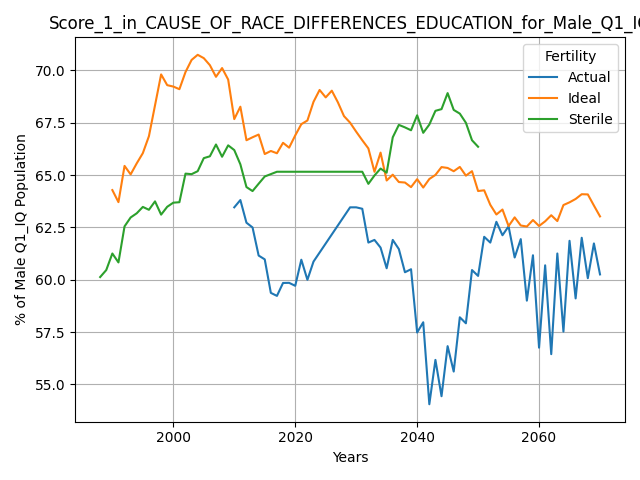 Score_1_in_CAUSE_OF_RACE_DIFFERENCES_EDUCATION_for_Male_Q1_IQ
Fertility
Actual
Ideal
Sterile
% of Male Q1_IQ Population
70.0
67.5
65.0
62.5
60.0
57.5
55.0
2000
2020
2040
2060
Years